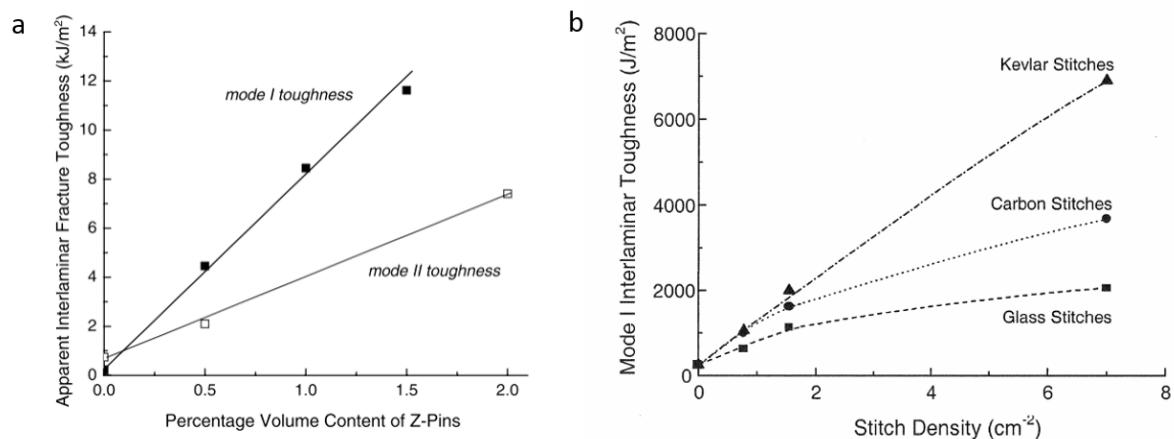 a
Apparent Interlaminar Fracture Toughness (kJ/m²)
14
12
10
8
6
4
2
0
mode I toughness
mode II toughness
0.0
0.5
1.0
1.5
2.0
Percentage Volume Content of Z-Pins
b
Mode I Interlaminar Toughness (J/m²)
8000
6000
4000
2000
0
Kevlar Stitches
Carbon Stitches
Glass Stitches
0
2
4
6
8
Stitch Density (cm⁻²)